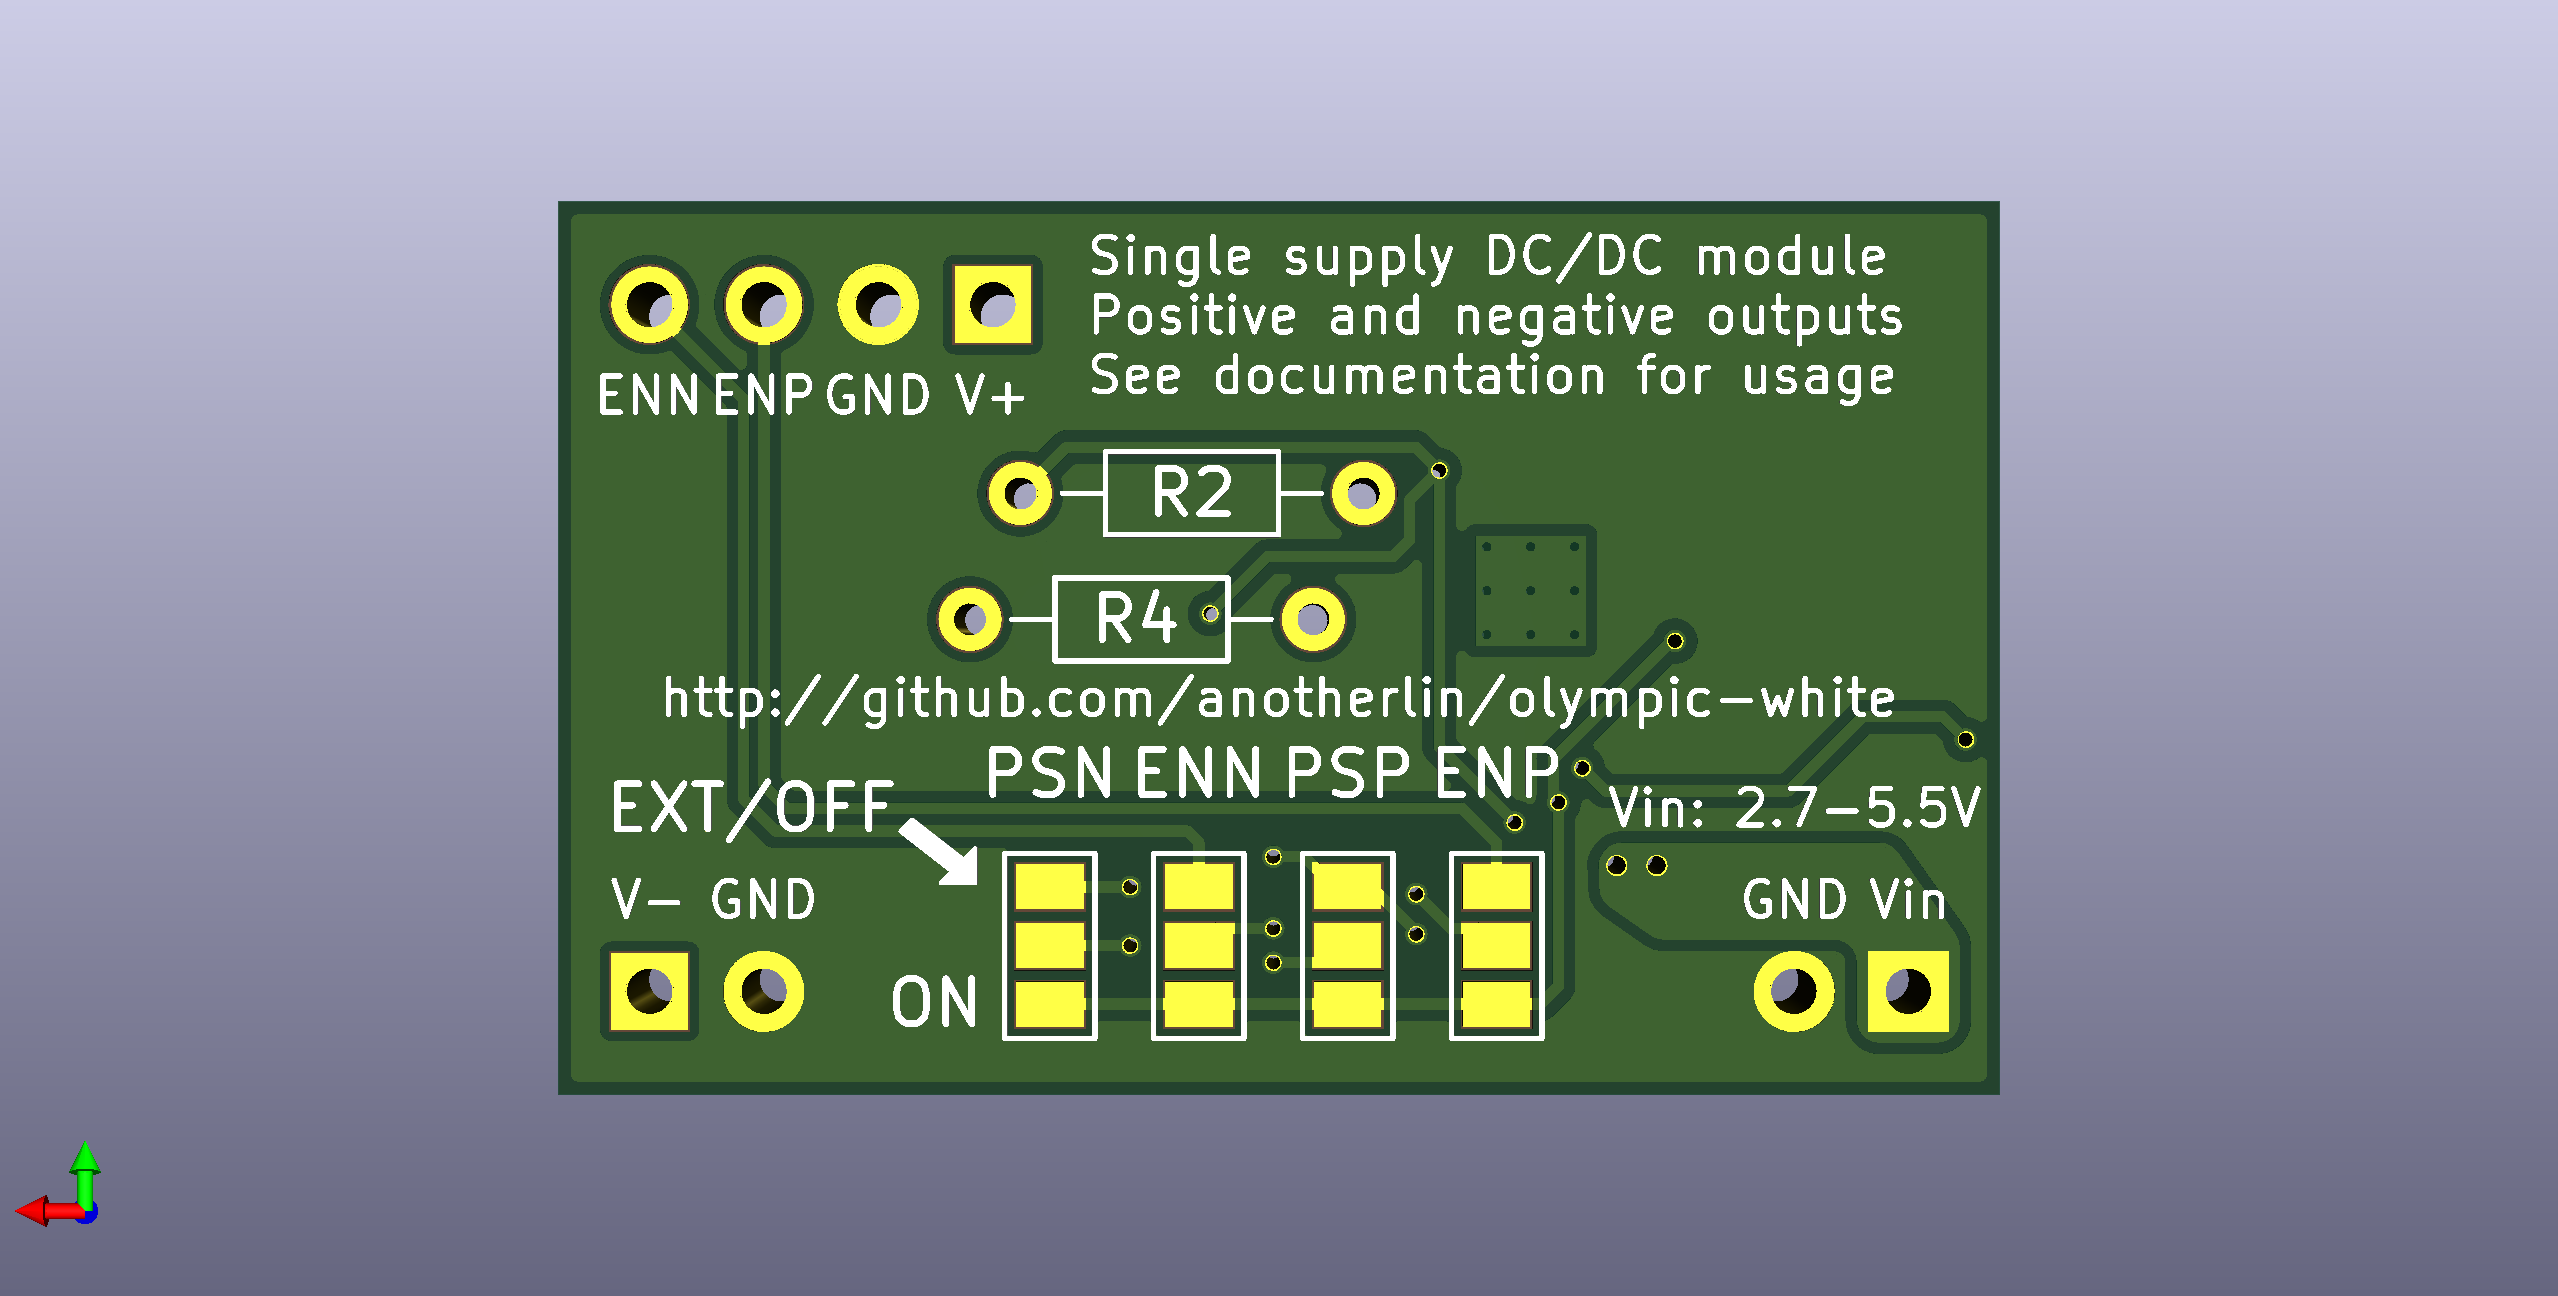 Single supply DC/DC module
Positive and negative outputs
See documentation for usage
ENN ENP GND V+
R2
R4
http://github.com/anotherlin/olympic-white
PSN ENN PSP ENP
EXT/OFF
Vin: 2.7-5.5V
V- GND
GND Vin
ON